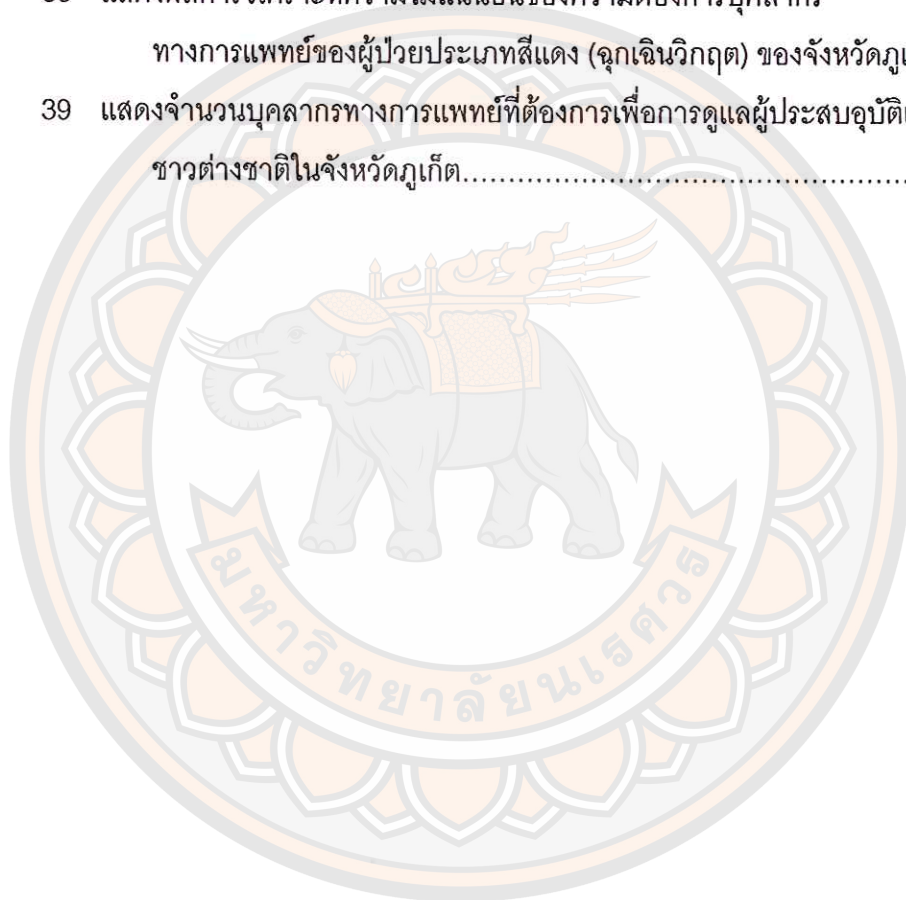 ทางการแพทย์ของผู้ป่วยประเภทสีแดง (ฉุกเฉินวิกฤต) ของจังหวัด
39 แสดงจำนวนบุคลากรทางการแพทย์ที่ต้องการเพื่อการดูแลผู้ประสบ
ชาวต่างชาติในจังหวัดภูเก็ต
มหาวิทยาลัยนเรศวร